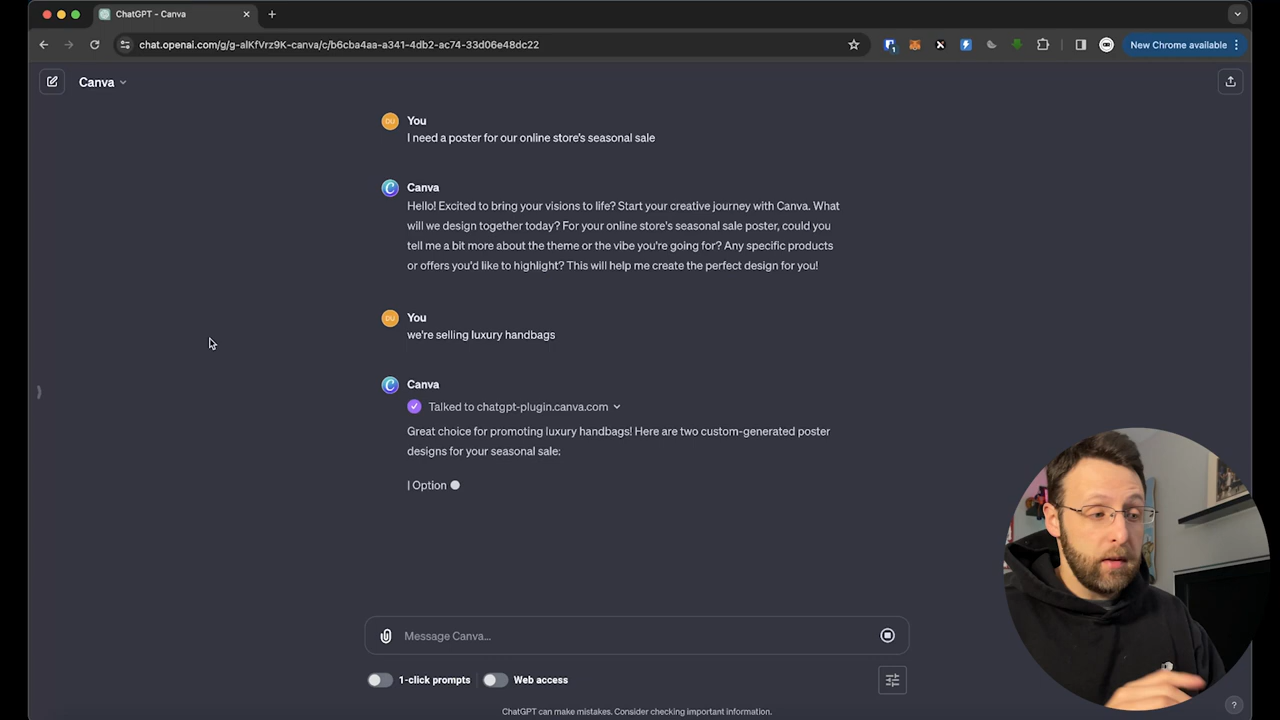 ChatGPT - Canva
chat.openai.com/g/g-alKfVrz9K-canva/c/b6cba4aa-a341-4db2-ac74-33d06e48dc22
1
New Chrome available
Canva
DU
You
I need a poster for our online store's seasonal sale
C
Canva
Hello! Excited to bring your visions to life? Start your creative journey with Canva. What
will we design together today? For your online store's seasonal sale poster, could you
tell me a bit more about the theme or the vibe you're going for? Any specific products
or offers you'd like to highlight? This will help me create the perfect design for you!
DU
You
we're selling luxury handbags
C
Canva
Talked to chatgpt-plugin.canva.com
Great choice for promoting luxury handbags! Here are two custom-generated poster
designs for your seasonal sale:
| Option
Message Canva...
1-click prompts
Web access
ChatGPT can make mistakes. Consider checking important information.
?